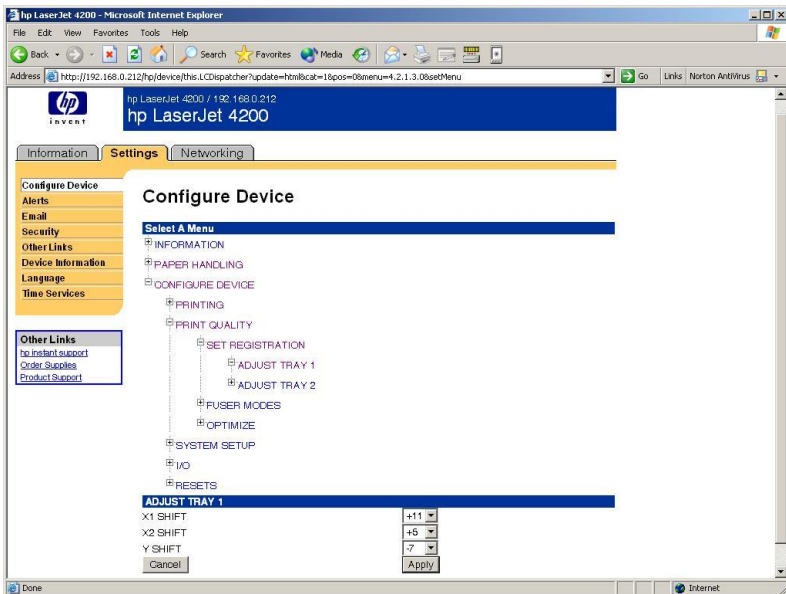 hp LaserJet 4200 - Microsoft Internet Explorer
File Edit View Favorites Tools Help
Back Search Favorites Media
Address http://192.168.0.212/hp/device/this.LCDispatcher?update=html&cat=1&pos=0&menu=4.2.1.3.0&setMenu Go Links Norton AntiVirus
hp
invent
hp LaserJet 4200 / 192.168.0.212
hp LaserJet 4200
Information Settings Networking
Configure Device
Alerts
Email
Security
Other Links
Device Information
Language
Time Services
Other Links
hp instant support
Order Supplies
Product Support
Configure Device
Select A Menu
INFORMATION
PAPER HANDLING
CONFIGURE DEVICE
PRINTING
PRINT QUALITY
SET REGISTRATION
ADJUST TRAY 1
ADJUST TRAY 2
FUSER MODES
OPTIMIZE
SYSTEM SETUP
I/O
RESETS
ADJUST TRAY 1
X1 SHIFT +11
X2 SHIFT +5
Y SHIFT -7
Cancel Apply
Done Internet